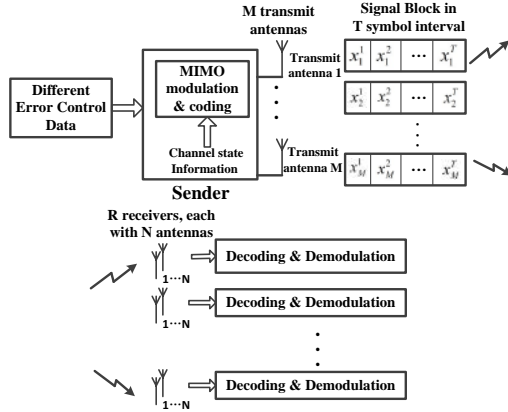 M transmit
antennas
Signal Block in
T symbol interval
Different
Error Control
Data
MIMO
modulation
& coding
Channel state
Information
Sender
Transmit
antenna 1
Transmit
antenna M
x_1^1 x_1^2 ... x_1^T
x_2^1 x_2^2 ... x_2^T
x_M^1 x_M^2 ... x_M^T
R receivers, each
with N antennas
1...N
Decoding & Demodulation
1...N
Decoding & Demodulation
1...N
Decoding & Demodulation